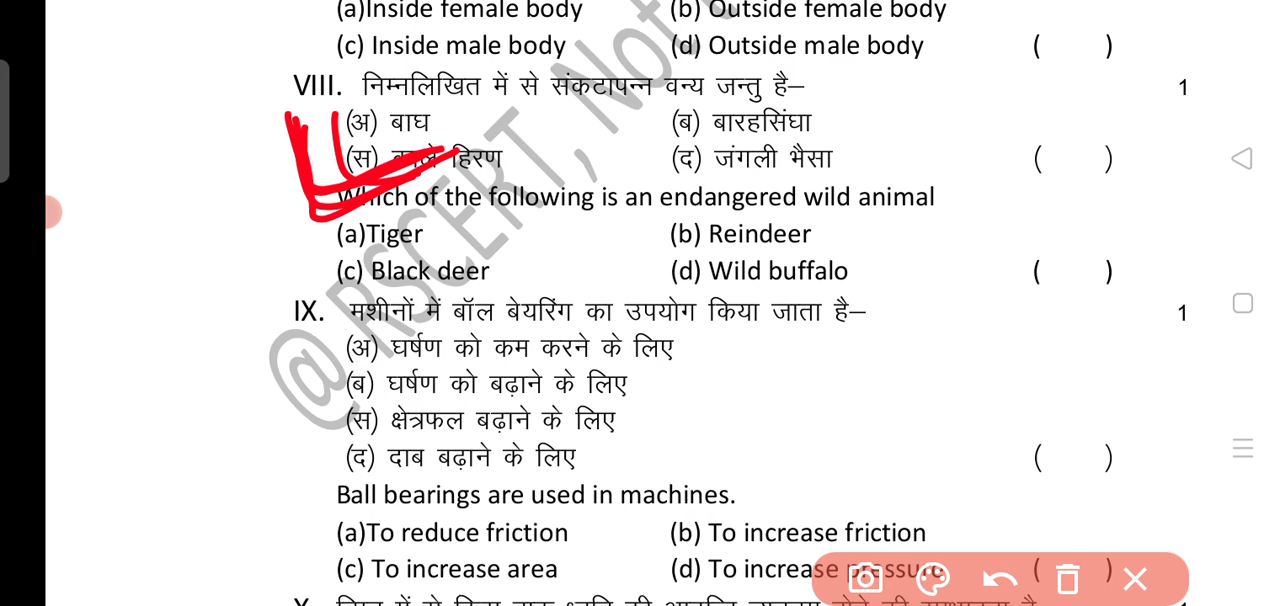 (a)Inside female body (b) Outside female body
(c) Inside male body (d) Outside male body ( )
VIII. निम्नलिखित में से संकटापन्न वन्य जन्तु है– 1
(अ) बाघ (ब) बारहसिंघा
(स) काले हिरण (द) जंगली भैसा ( )
Which of the following is an endangered wild animal
(a)Tiger (b) Reindeer
(c) Black deer (d) Wild buffalo ( )
IX. मशीनों में बॉल बेयरिंग का उपयोग किया जाता है– 1
(अ) घर्षण को कम करने के लिए
(ब) घर्षण को बढ़ाने के लिए
(स) क्षेत्रफल बढ़ाने के लिए
(द) दाब बढ़ाने के लिए ( )
Ball bearings are used in machines.
(a)To reduce friction (b) To increase friction
(c) To increase area (d) To increase pressure ( )
@ RSCERT, Not